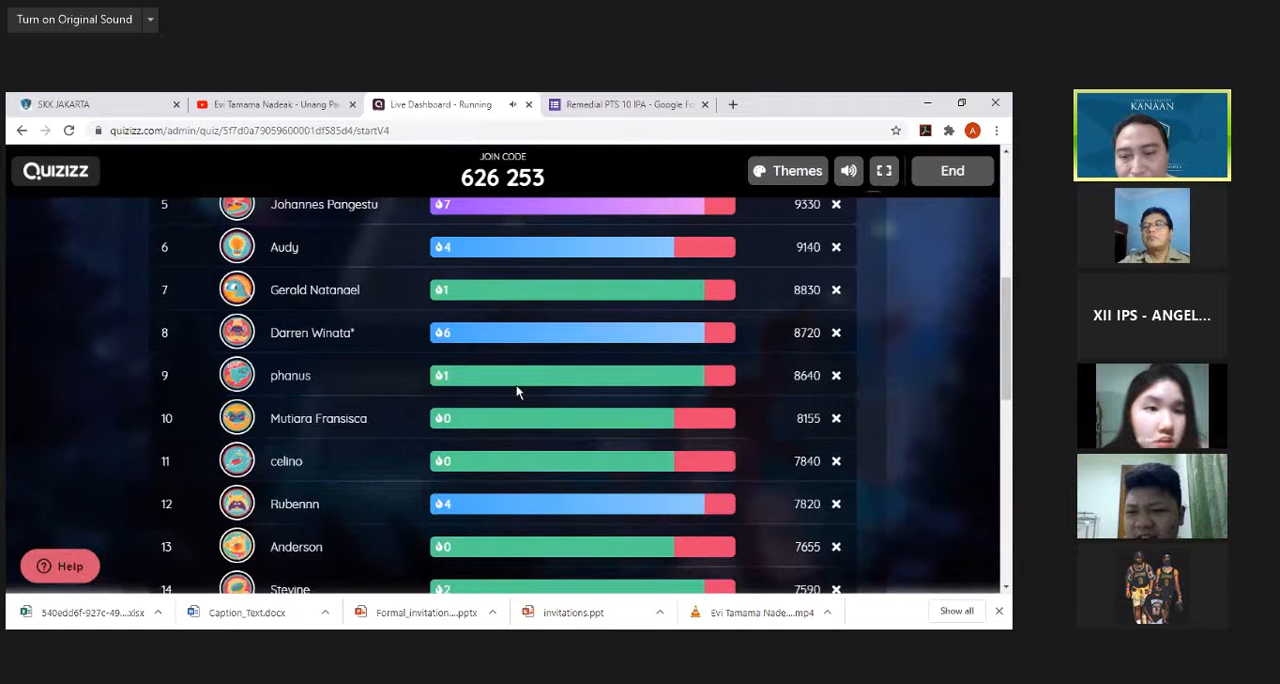 Turn on Original Sound
SKK JAKARTA
Evi Tamama Nadeak - Unang Pa
Live Dashboard - Running
Remedial PTS 10 IPA - Google Fo
quizizz.com/admin/quiz/5f7d0a79059600001df585d4/startV4
A
Quizizz
JOIN CODE
626 253
Themes
End
5 Johannes Pangestu 7 9330
6 Audy 4 9140
7 Gerald Natanael 1 8830
8 Darren Winata* 6 8720
9 phanus 1 8640
10 Mutiara Fransisca 0 8155
11 celino 0 7840
12 Rubennn 4 7820
13 Anderson 0 7655
14 Stevine 2 7590
Help
540edd6f-927c-49....xlsx
Caption_Text.docx
Formal_invitation....pptx
invitations.ppt
Evi Tamama Nade....mp4
Show all
KANAAN
XII IPS - ANGEL...